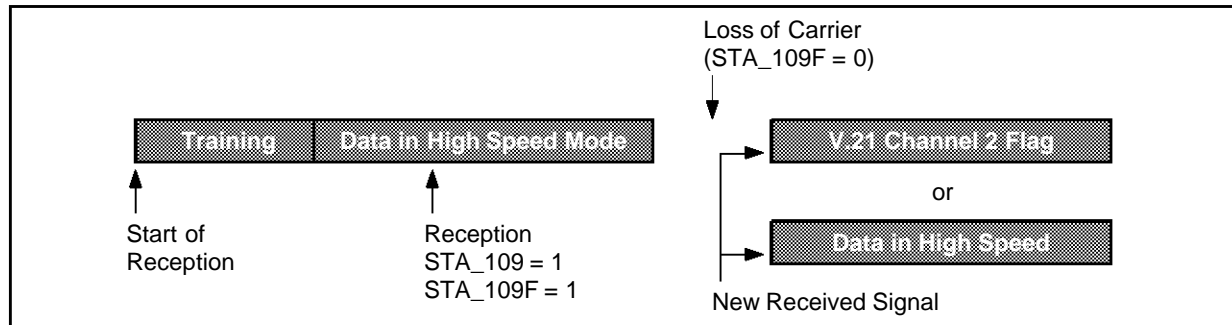 Loss of Carrier
(STA_109F = 0)
Training
Data in High Speed Mode
V.21 Channel 2 Flag
or
Start of
Reception
Reception
STA_109 = 1
STA_109F = 1
Data in High Speed
New Received Signal